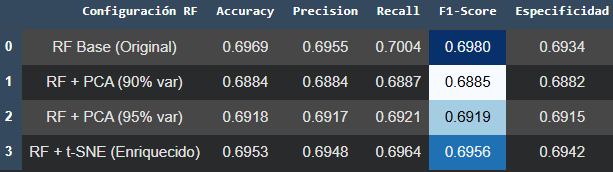 Configuración RF Accuracy Precision Recall F1-Score Especificidad
0 RF Base (Original) 0.6969 0.6955 0.7004 0.6980 0.6934
1 RF + PCA (90% var) 0.6884 0.6884 0.6887 0.6885 0.6882
2 RF + PCA (95% var) 0.6918 0.6917 0.6921 0.6919 0.6915
3 RF + t-SNE (Enriquecido) 0.6953 0.6948 0.6964 0.6956 0.6942